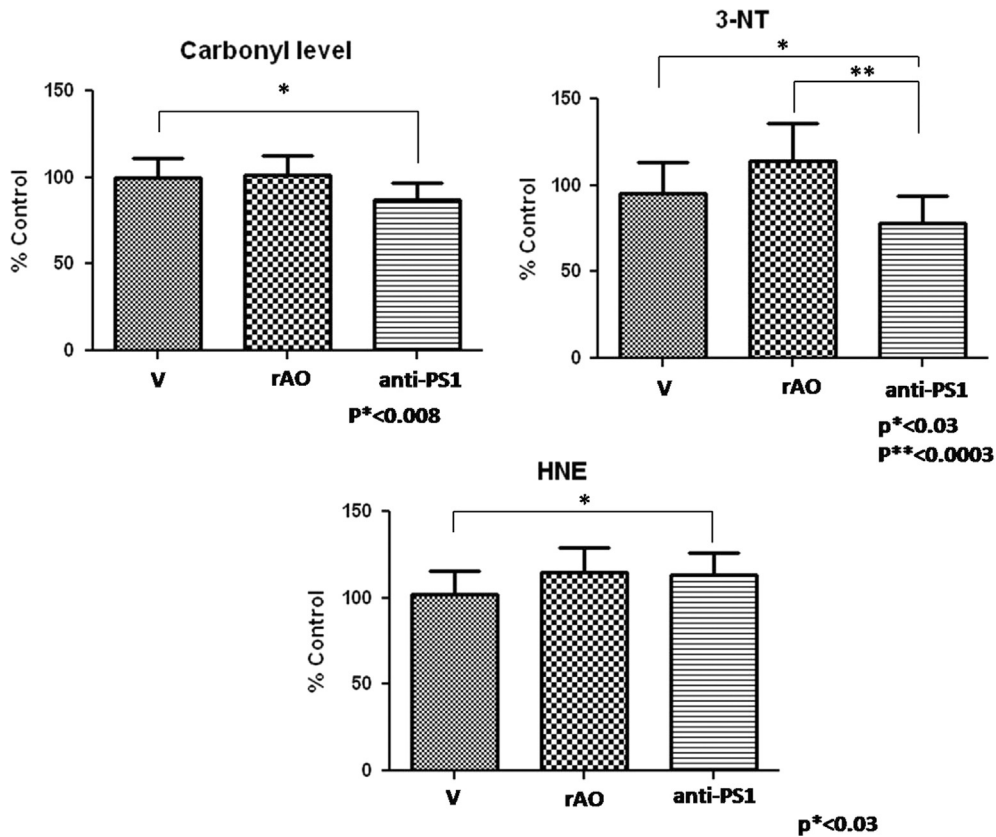 Carbonyl level
*
150
100
50
0
% Control
V rAO anti-PS1
P*<0.008
3-NT
*
**
150
100
50
0
% Control
V rAO anti-PS1
p*<0.03
P**<0.0003
HNE
*
150
100
50
0
% Control
V rAO anti-PS1
p*<0.03